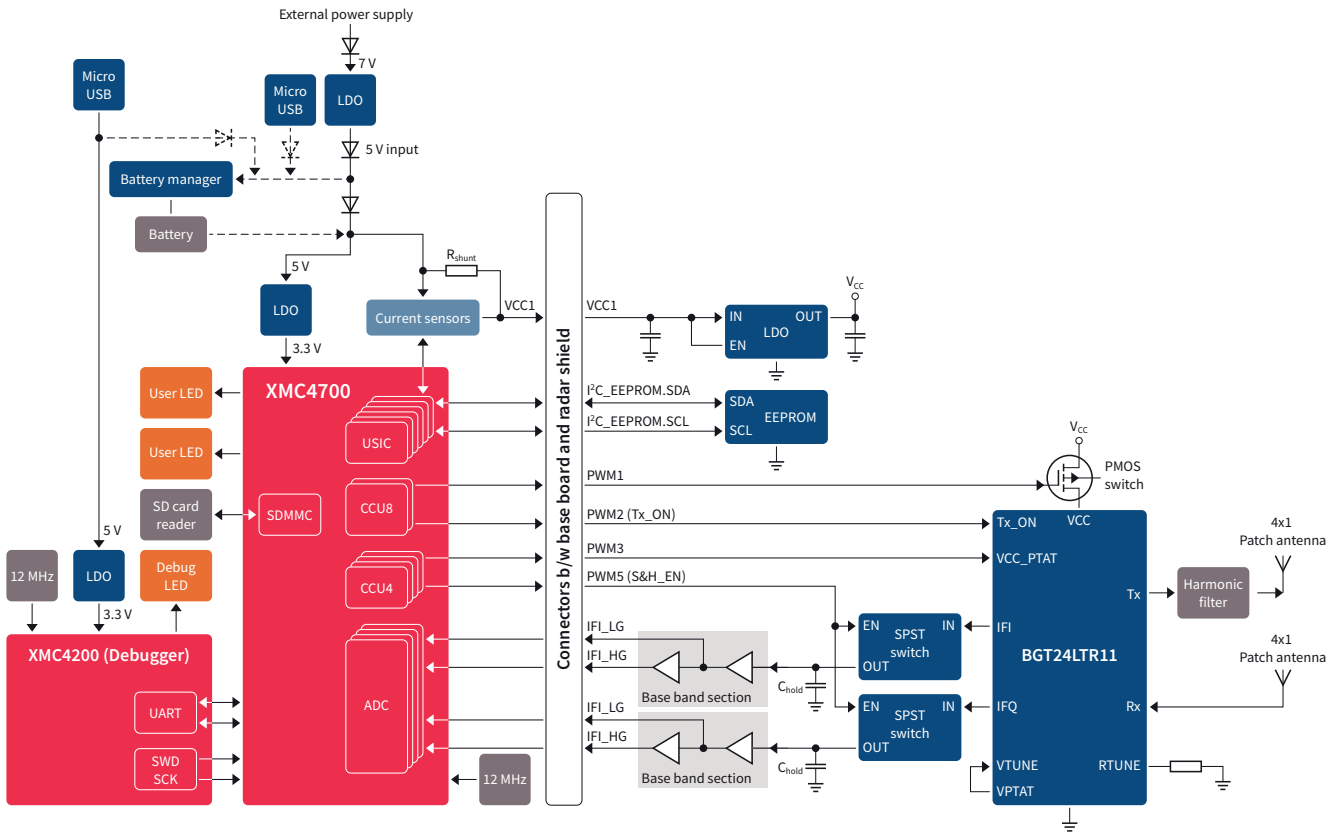 External power supply
7 V
Micro
USB
Micro
USB
LDO
5 V input
Battery manager
Battery
5 V
R_shunt
LDO
Current sensors
VCC1
3.3 V
XMC4700
User LED
User LED
SD card
reader
SDMMC
USIC
CCU8
CCU4
ADC
5 V
12 MHz
LDO
Debug
LED
3.3 V
XMC4200 (Debugger)
UART
SWD
SCK
12 MHz
Connectors b/w base board and radar shield
VCC1
IN
OUT
LDO
EN
V_CC
I²C_EEPROM.SDA
SDA
EEPROM
I²C_EEPROM.SCL
SCL
PWM1
V_CC
PMOS
switch
PWM2 (Tx_ON)
Tx_ON
VCC
PWM3
VCC_PTAT
PWM5 (S&H_EN)
IFI_LG
IFI_HG
Base band section
C_hold
EN
IN
SPST
switch
OUT
IFI
IFI_LG
IFI_HG
Base band section
C_hold
EN
IN
SPST
switch
OUT
IFQ
BGT24LTR11
Tx
Harmonic
filter
4x1
Patch antenna
Rx
4x1
Patch antenna
VTUNE
RTUNE
VPTAT